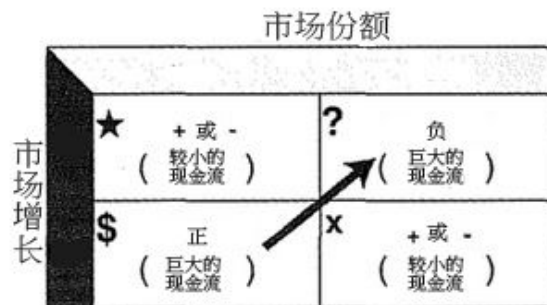 市场份额
市场增长
★
+ 或 -
( 较小的
现金流 )
?
负
( 巨大的
现金流 )
$
正
( 巨大的
现金流 )
x
+ 或 -
( 较小的
现金流 )